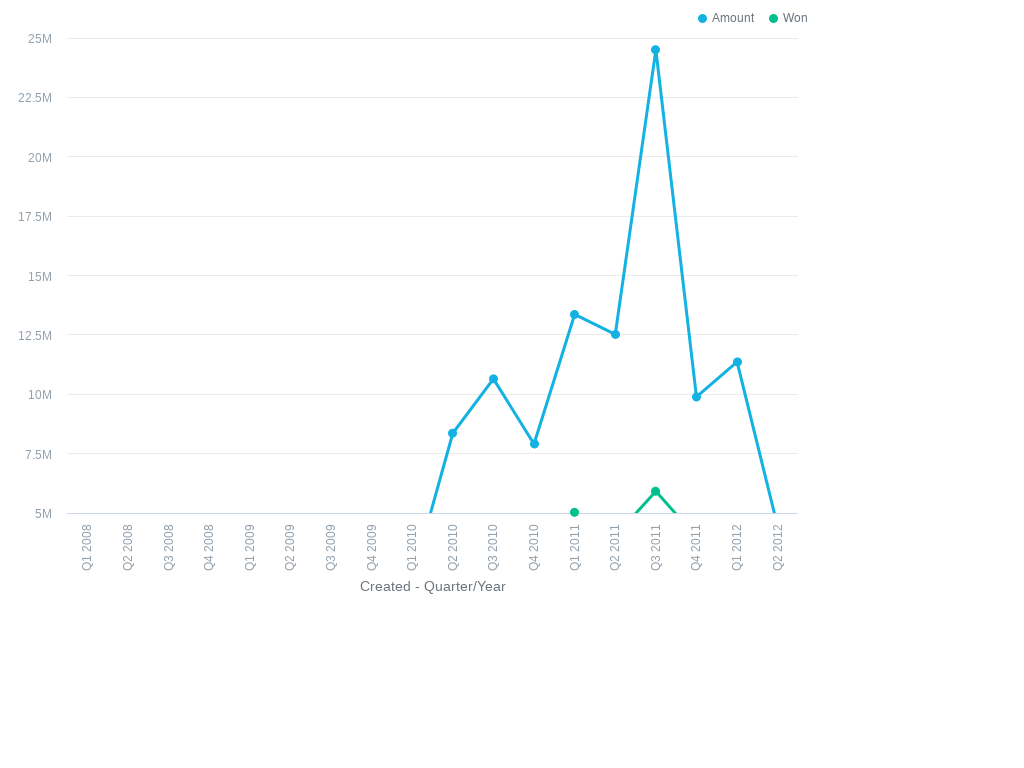 Amount Won
25M
22.5M
20M
17.5M
15M
12.5M
10M
7.5M
5M
Q1 2008
Q2 2008
Q3 2008
Q4 2008
Q1 2009
Q2 2009
Q3 2009
Q4 2009
Q1 2010
Q2 2010
Q3 2010
Q4 2010
Q1 2011
Q2 2011
Q3 2011
Q4 2011
Q1 2012
Q2 2012
Created - Quarter/Year